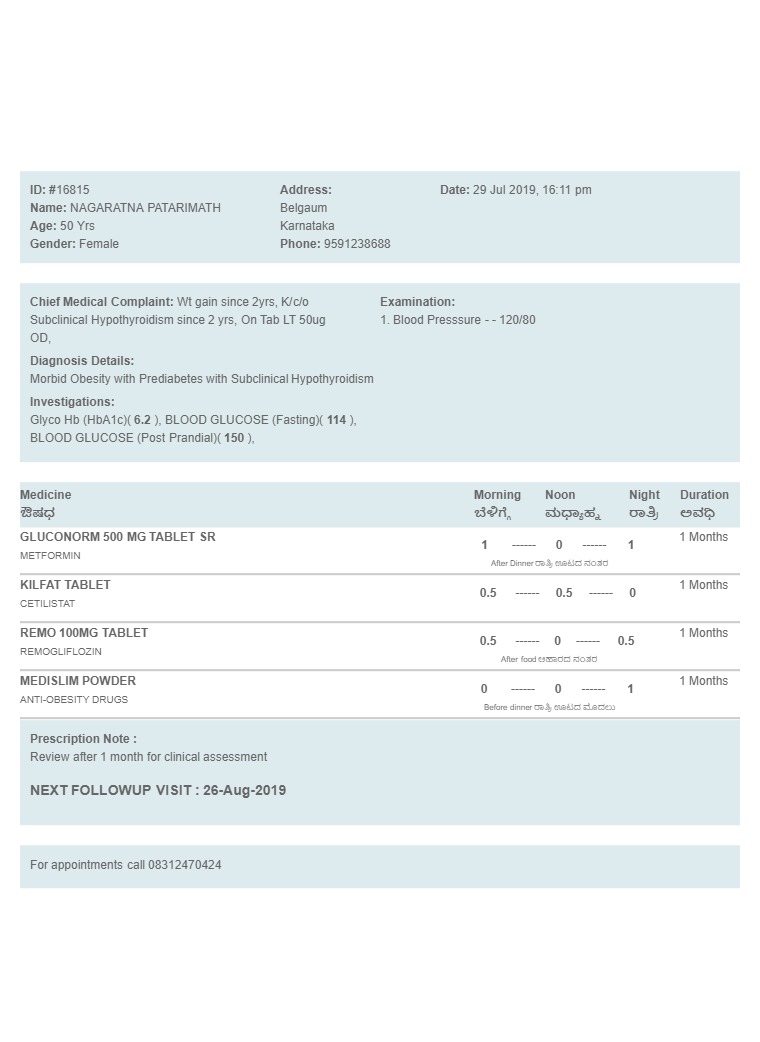 ID: #16815
Name: NAGARATNA PATARIMATH
Age: 50 Yrs
Gender: Female
Address:
Belgaum
Karnataka
Phone: 9591238688
Date: 29 Jul 2019, 16:11 pm
Chief Medical Complaint: Wt gain since 2yrs, K/c/o
Subclinical Hypothyroidism since 2 yrs, On Tab LT 50ug
OD,
Diagnosis Details:
Morbid Obesity with Prediabetes with Subclinical Hypothyroidism
Investigations:
Glyco Hb (HbA1c)( 6.2 ), BLOOD GLUCOSE (Fasting)( 114 ),
BLOOD GLUCOSE (Post Prandial)( 150 ),
Examination:
1. Blood Presssure - - 120/80
Medicine Morning Noon Night Duration
ಔಷಧ ಬೆಳಿಗ್ಗೆ ಮಧ್ಯಾಹ್ನ ರಾತ್ರಿ ಅವಧಿ
GLUCONORM 500 MG TABLET SR 1 ------ 0 ------ 1 1 Months
METFORMIN
After Dinner ರಾತ್ರಿ ಊಟದ ನಂತರ
KILFAT TABLET 0.5 ------ 0.5 ------ 0 1 Months
CETILISTAT
REMO 100MG TABLET 0.5 ------ 0 ------ 0.5 1 Months
REMOGLIFLOZIN
After food ಆಹಾರದ ನಂತರ
MEDISLIM POWDER 0 ------ 0 ------ 1 1 Months
ANTI-OBESITY DRUGS
Before dinner ರಾತ್ರಿ ಊಟದ ಮೊದಲು
Prescription Note :
Review after 1 month for clinical assessment
NEXT FOLLOWUP VISIT : 26-Aug-2019
For appointments call 08312470424